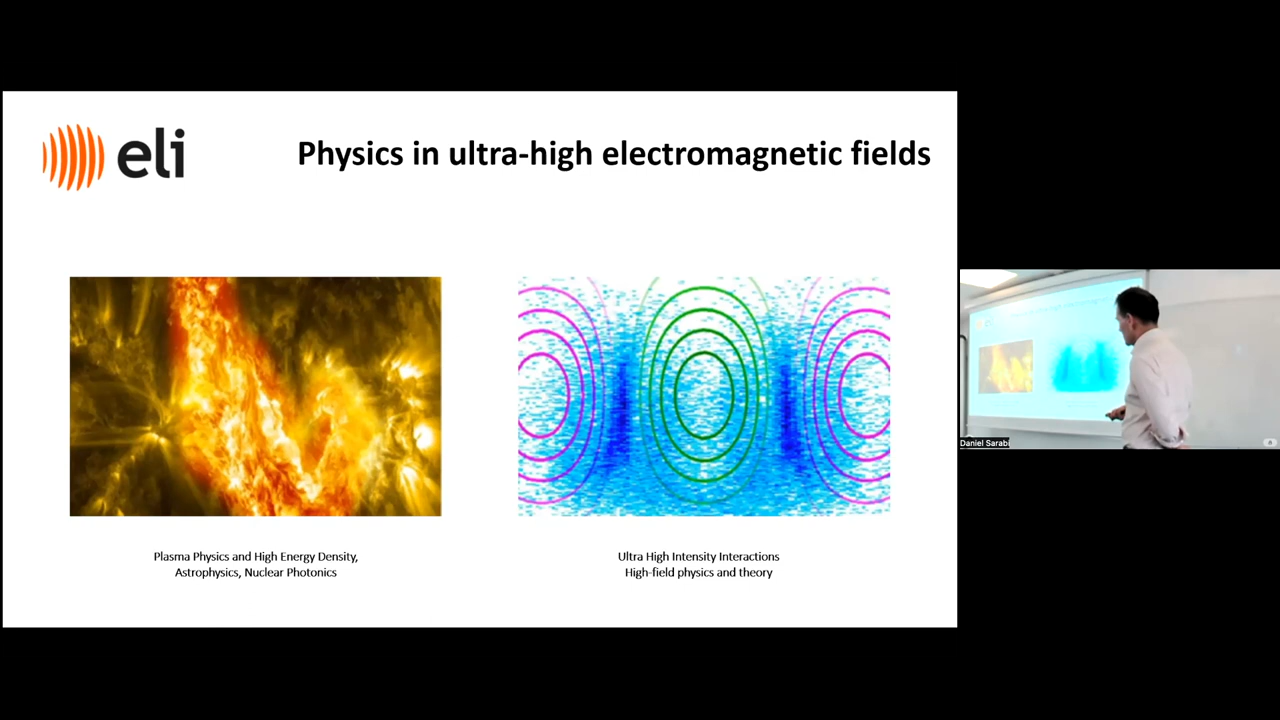 eli
Physics in ultra-high electromagnetic fields
Plasma Physics and High Energy Density,
Astrophysics, Nuclear Photonics
Ultra High Intensity Interactions
High-field physics and theory
Daniel Sarabi